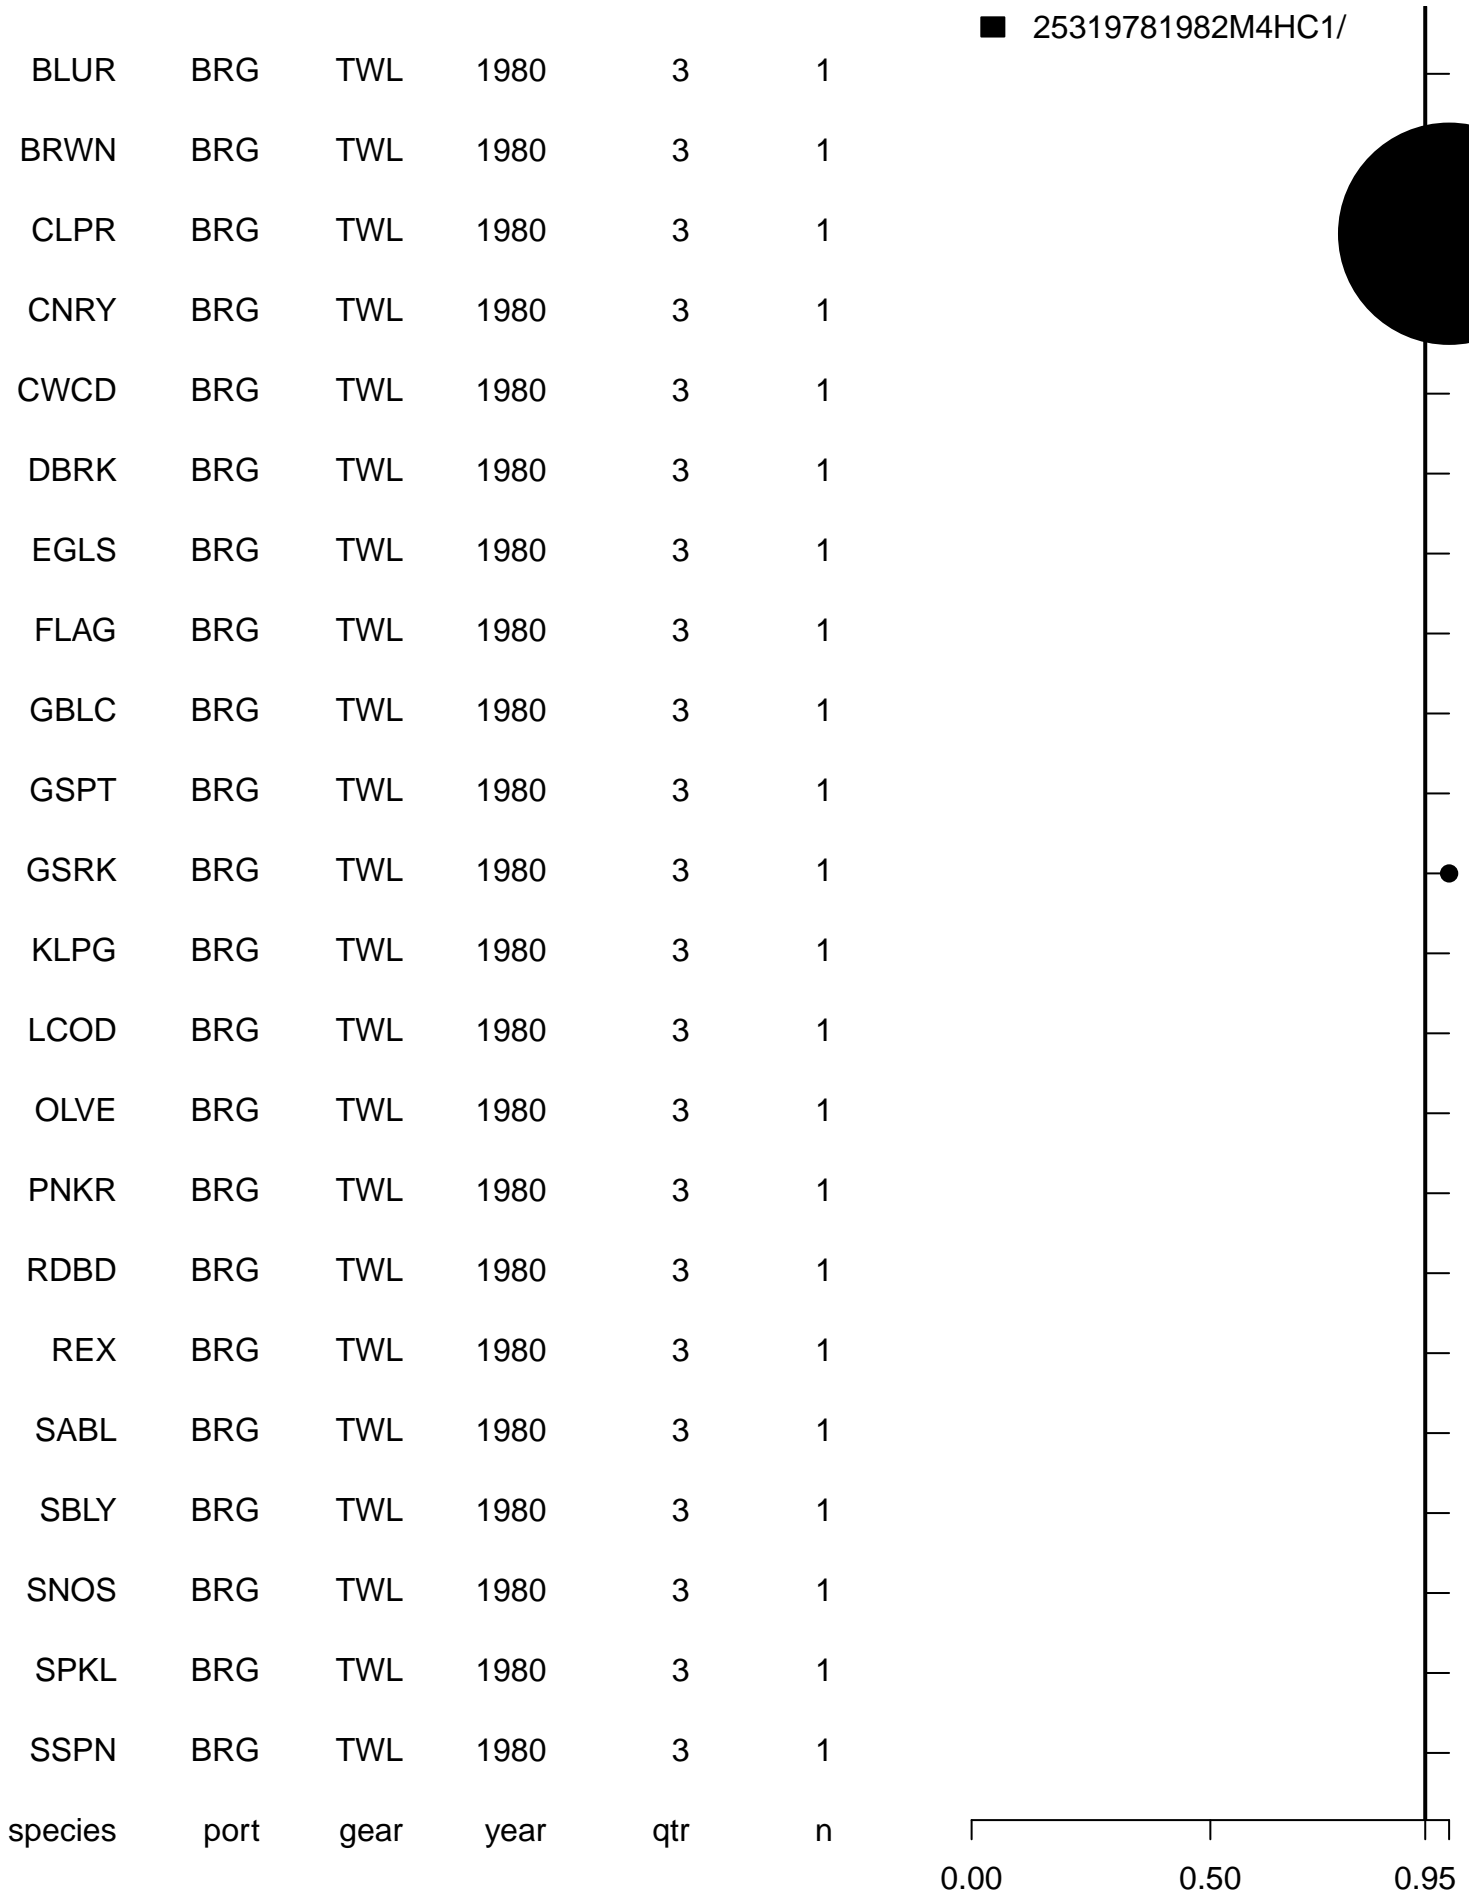 25319781982M4HC1/
BLUR BRG TWL 1980 3 1
BRWN BRG TWL 1980 3 1
CLPR BRG TWL 1980 3 1
CNRY BRG TWL 1980 3 1
CWCD BRG TWL 1980 3 1
DBRK BRG TWL 1980 3 1
EGLS BRG TWL 1980 3 1
FLAG BRG TWL 1980 3 1
GBLC BRG TWL 1980 3 1
GSPT BRG TWL 1980 3 1
GSRK BRG TWL 1980 3 1
KLPG BRG TWL 1980 3 1
LCOD BRG TWL 1980 3 1
OLVE BRG TWL 1980 3 1
PNKR BRG TWL 1980 3 1
RDBD BRG TWL 1980 3 1
REX BRG TWL 1980 3 1
SABL BRG TWL 1980 3 1
SBLY BRG TWL 1980 3 1
SNOS BRG TWL 1980 3 1
SPKL BRG TWL 1980 3 1
SSPN BRG TWL 1980 3 1
species port gear year qtr n
0.00 0.50 0.95